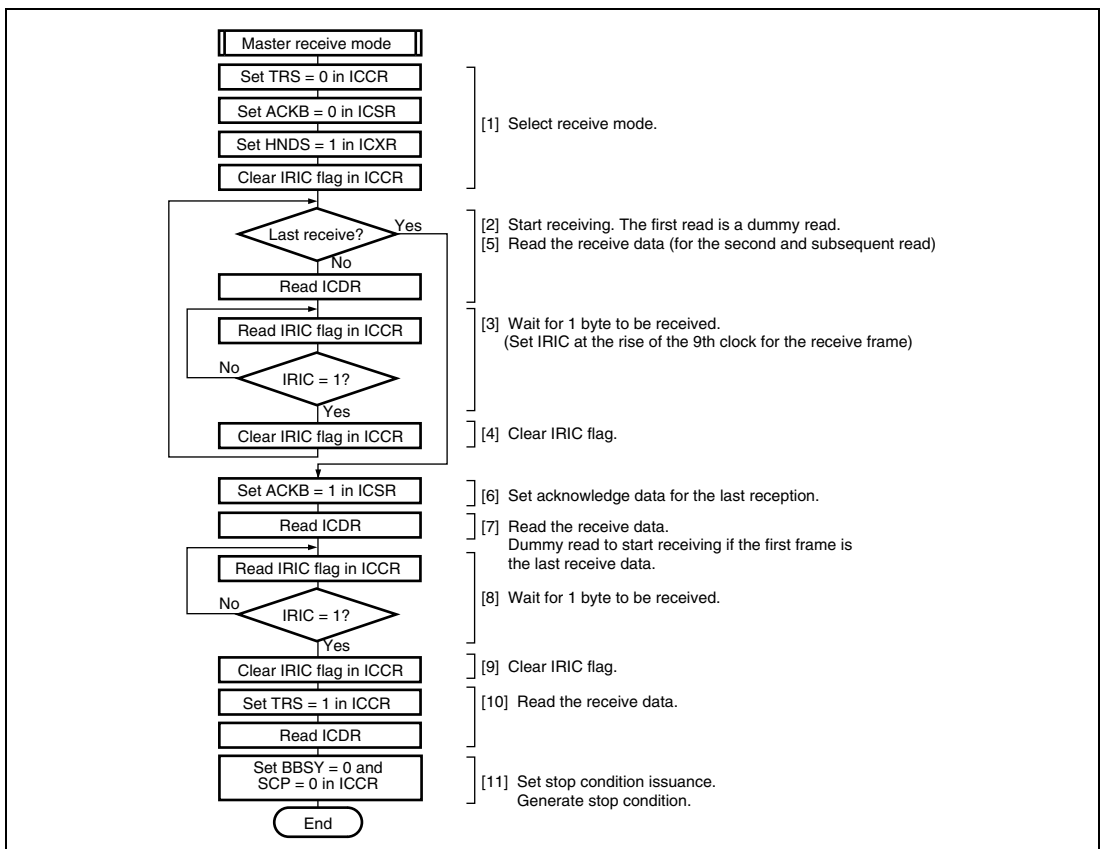 Master receive mode
Set TRS = 0 in ICCR
Set ACKB = 0 in ICSR
[1] Select receive mode.
Set HNDS = 1 in ICXR
Clear IRIC flag in ICCR
Last receive?
Yes
[2] Start receiving. The first read is a dummy read.
[5] Read the receive data (for the second and subsequent read)
No
Read ICDR
Read IRIC flag in ICCR
[3] Wait for 1 byte to be received.
(Set IRIC at the rise of the 9th clock for the receive frame)
No
IRIC = 1?
Yes
Clear IRIC flag in ICCR
[4] Clear IRIC flag.
Set ACKB = 1 in ICSR
[6] Set acknowledge data for the last reception.
Read ICDR
[7] Read the receive data.
Dummy read to start receiving if the first frame is
the last receive data.
Read IRIC flag in ICCR
[8] Wait for 1 byte to be received.
No
IRIC = 1?
Yes
Clear IRIC flag in ICCR
[9] Clear IRIC flag.
Set TRS = 1 in ICCR
[10] Read the receive data.
Read ICDR
Set BBSY = 0 and
SCP = 0 in ICCR
[11] Set stop condition issuance.
Generate stop condition.
End